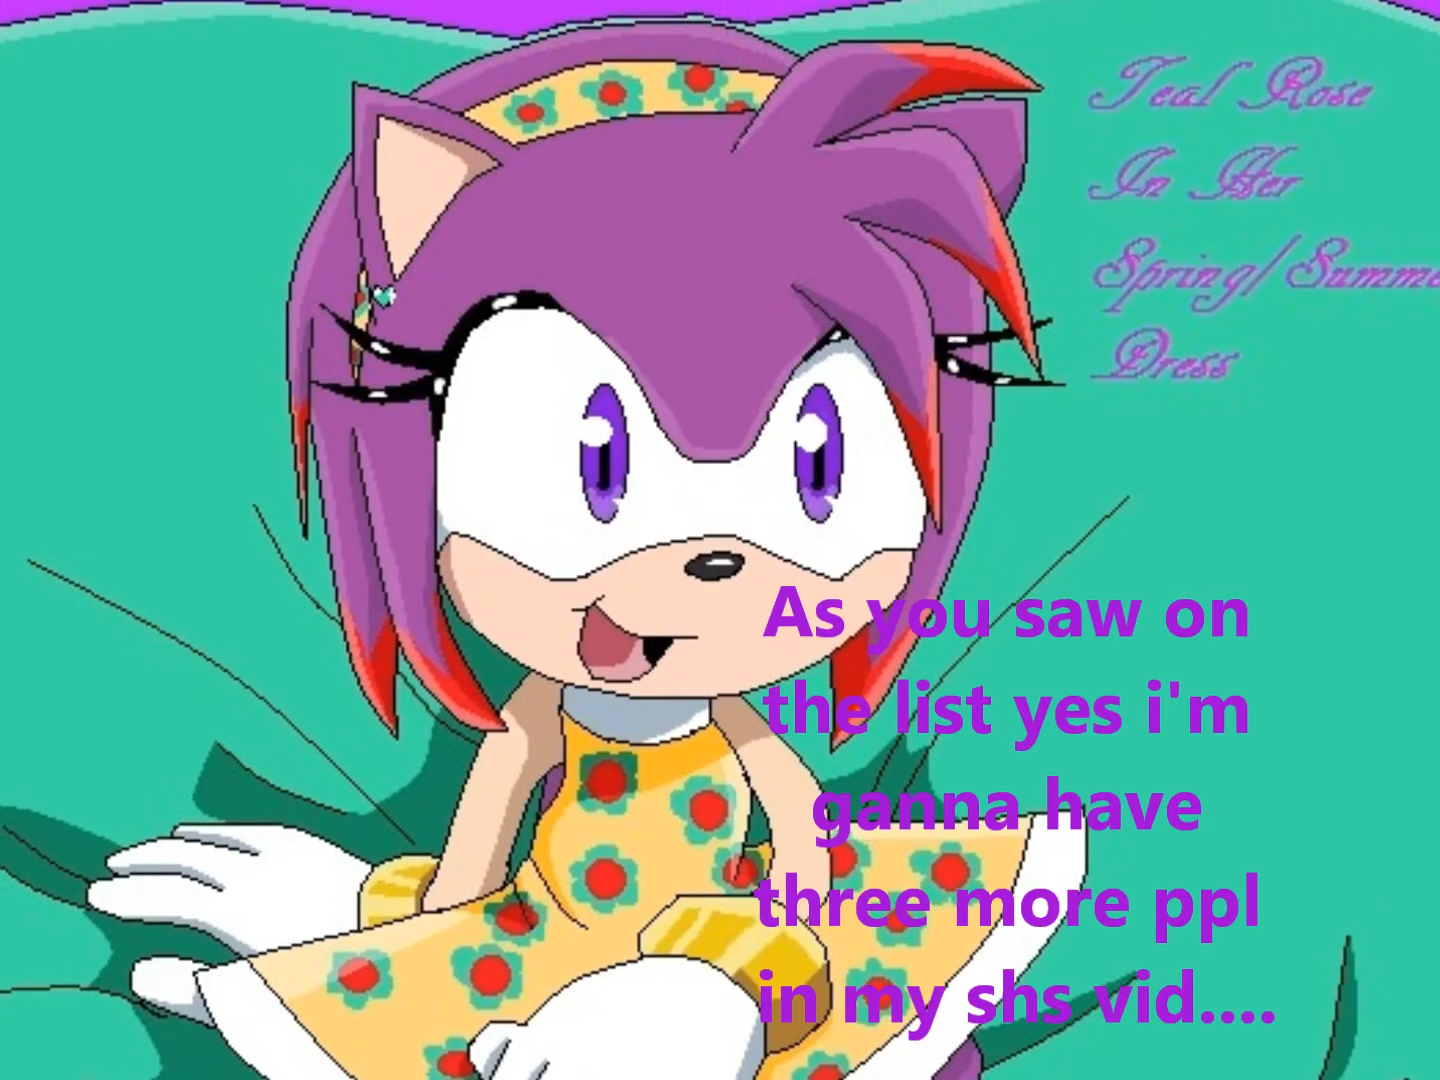 Teal Rose
In Her
Spring/Summe
Dress
As you saw on
the list yes i'm
ganna have
three more ppl
in my shs vid....